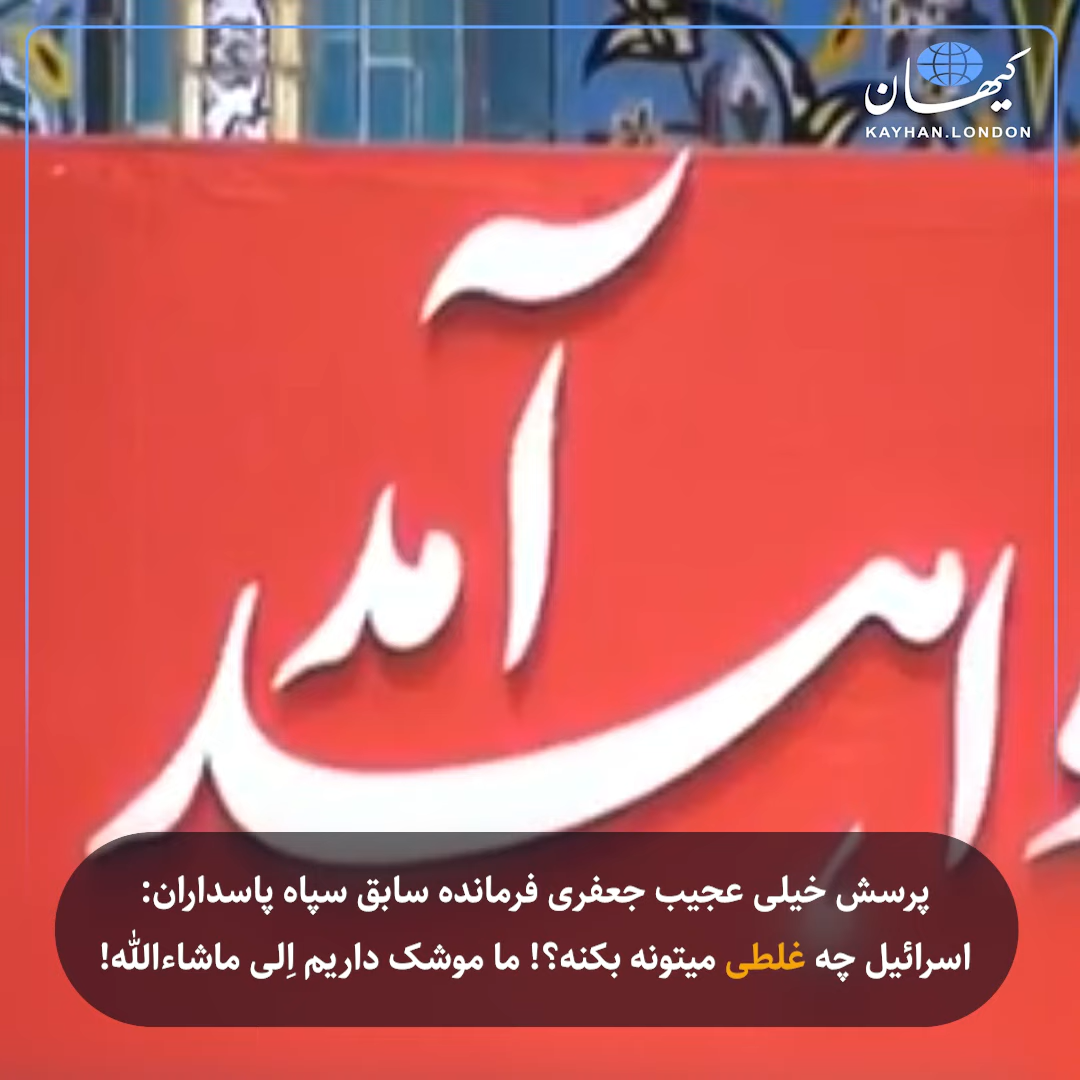 کیهان
KAYHAN.LONDON
آمد
خواهد
پرسش خیلی عجیب جعفری فرمانده سابق سپاه پاسداران:
اسرائیل چه غلطی میتونه بکنه؟! ما موشک داریم اِلی ماشاءالله!